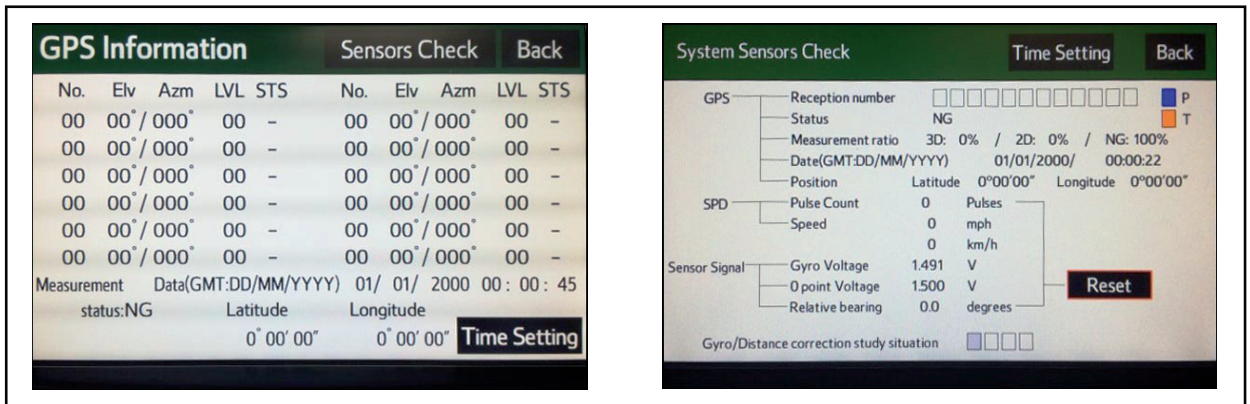 GPS Information Sensors Check Back
No. Elv Azm LVL STS No. Elv Azm LVL STS
00 00°/ 000° 00 – 00 00°/ 000° 00 –
00 00°/ 000° 00 – 00 00°/ 000° 00 –
00 00°/ 000° 00 – 00 00°/ 000° 00 –
00 00°/ 000° 00 – 00 00°/ 000° 00 –
00 00°/ 000° 00 – 00 00°/ 000° 00 –
00 00°/ 000° 00 – 00 00°/ 000° 00 –
Measurement Data(GMT:DD/MM/YYYY) 01/ 01/ 2000 00 : 00 : 45
status:NG Latitude Longitude
0° 00' 00" 0° 00' 00" Time Setting
System Sensors Check Time Setting Back
GPS Reception number P
Status NG T
Measurement ratio 3D: 0% / 2D: 0% / NG: 100%
Date(GMT:DD/MM/YYYY) 01/01/2000/ 00:00:22
Position Latitude 0°00'00" Longitude 0°00'00"
SPD Pulse Count 0 Pulses
Speed 0 mph
0 km/h
Sensor Signal Gyro Voltage 1.491 V
0 point Voltage 1.500 V Reset
Relative bearing 0.0 degrees
Gyro/Distance correction study situation